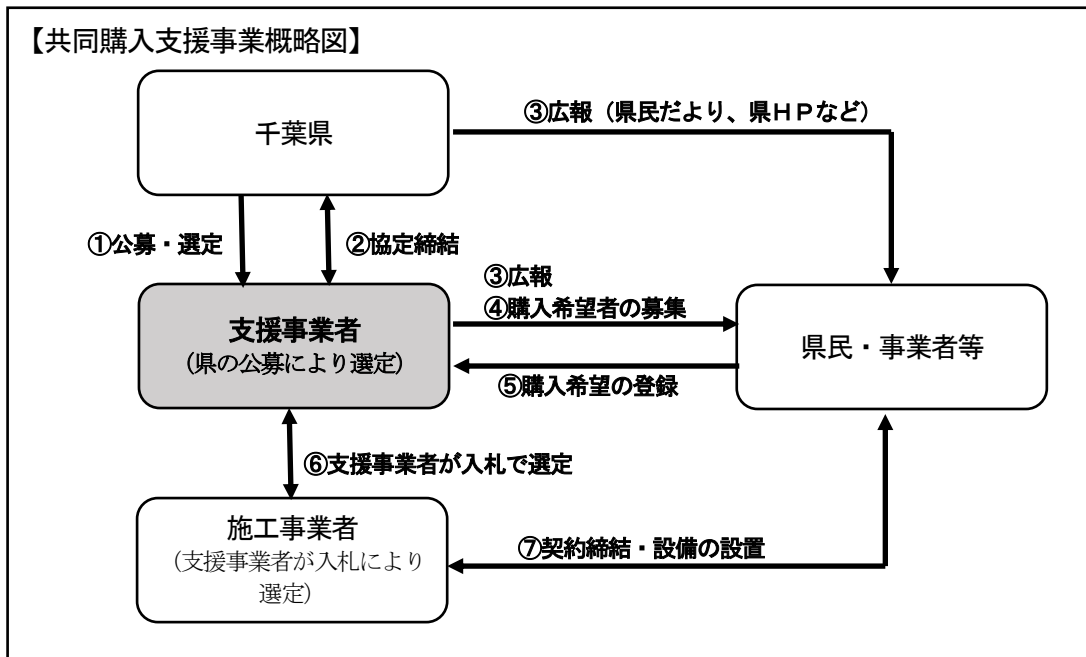 【共同購入支援事業概略図】
千葉県
③広報（県民だより、県ＨＰなど）
①公募・選定
②協定締結
③広報
④購入希望者の募集
支援事業者
（県の公募により選定）
県民・事業者等
⑤購入希望の登録
⑥支援事業者が入札で選定
施工事業者
（支援事業者が入札により
選定）
⑦契約締結・設備の設置